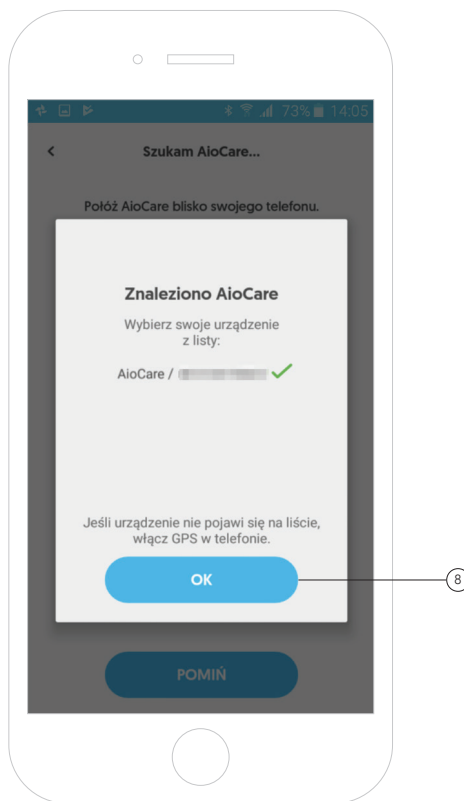 73% 14:05
Szukam AioCare...
Połóż AioCare blisko swojego telefonu.
Znaleziono AioCare
Wybierz swoje urządzenie
z listy:
AioCare /
Jeśli urządzenie nie pojawi się na liście,
włącz GPS w telefonie.
OK
8
POMIŃ